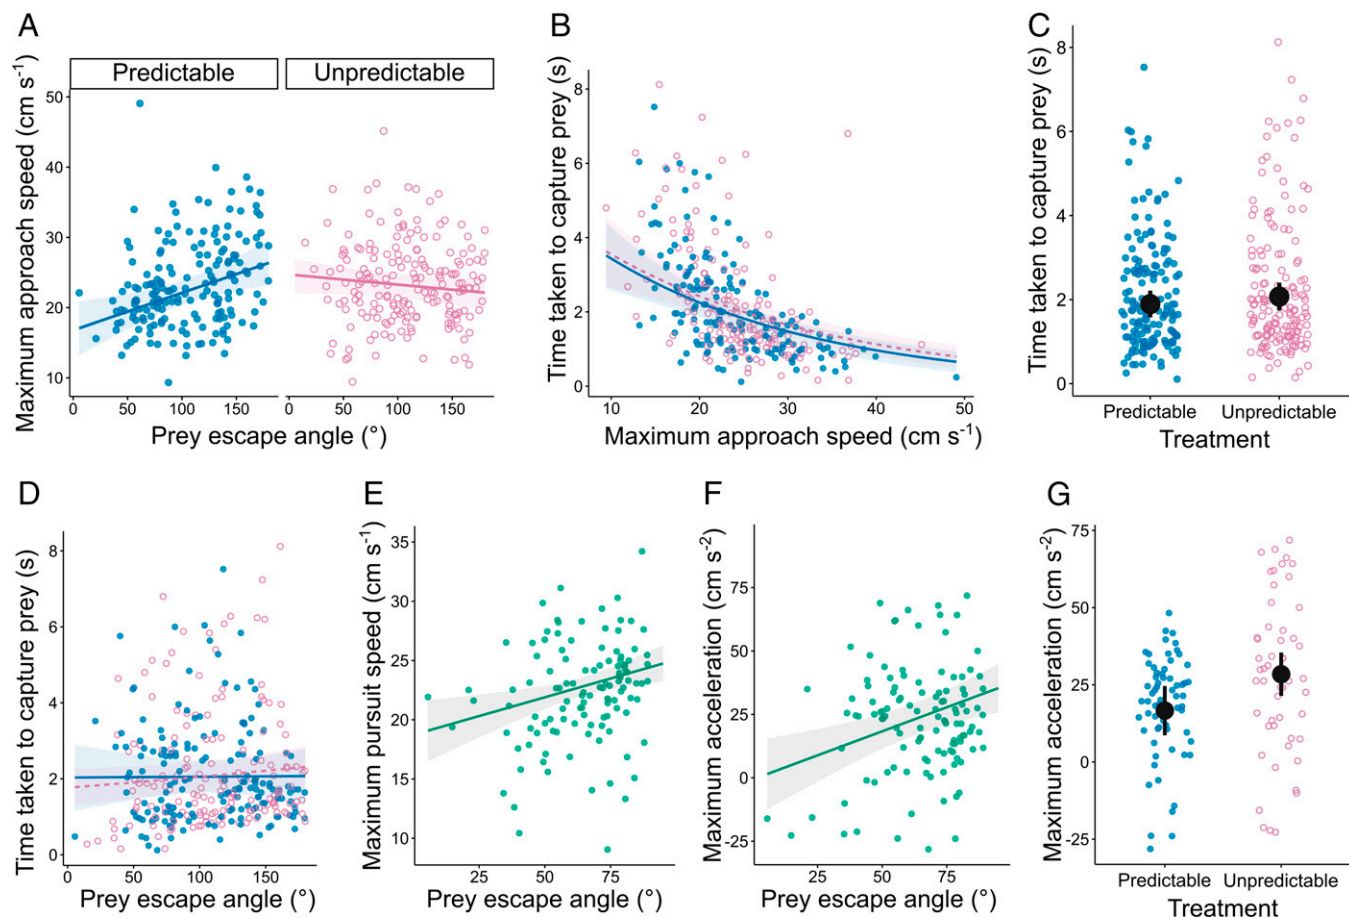 A
Predictable
Unpredictable
Maximum approach speed (cm s⁻¹)
50
40
30
20
10
0 50 100 150 0 50 100 150
Prey escape angle (°)
B
Time taken to capture prey (s)
8
6
4
2
0
10 20 30 40 50
Maximum approach speed (cm s⁻¹)
C
Time taken to capture prey (s)
8
6
4
2
0
Predictable Unpredictable
Treatment
D
Time taken to capture prey (s)
8
6
4
2
0
0 50 100 150
Prey escape angle (°)
E
Maximum pursuit speed (cm s⁻¹)
35
30
25
20
15
10
25 50 75
Prey escape angle (°)
F
Maximum acceleration (cm s⁻²)
75
50
25
0
-25
25 50 75
Prey escape angle (°)
G
Maximum acceleration (cm s⁻²)
75
50
25
0
-25
Predictable Unpredictable
Treatment